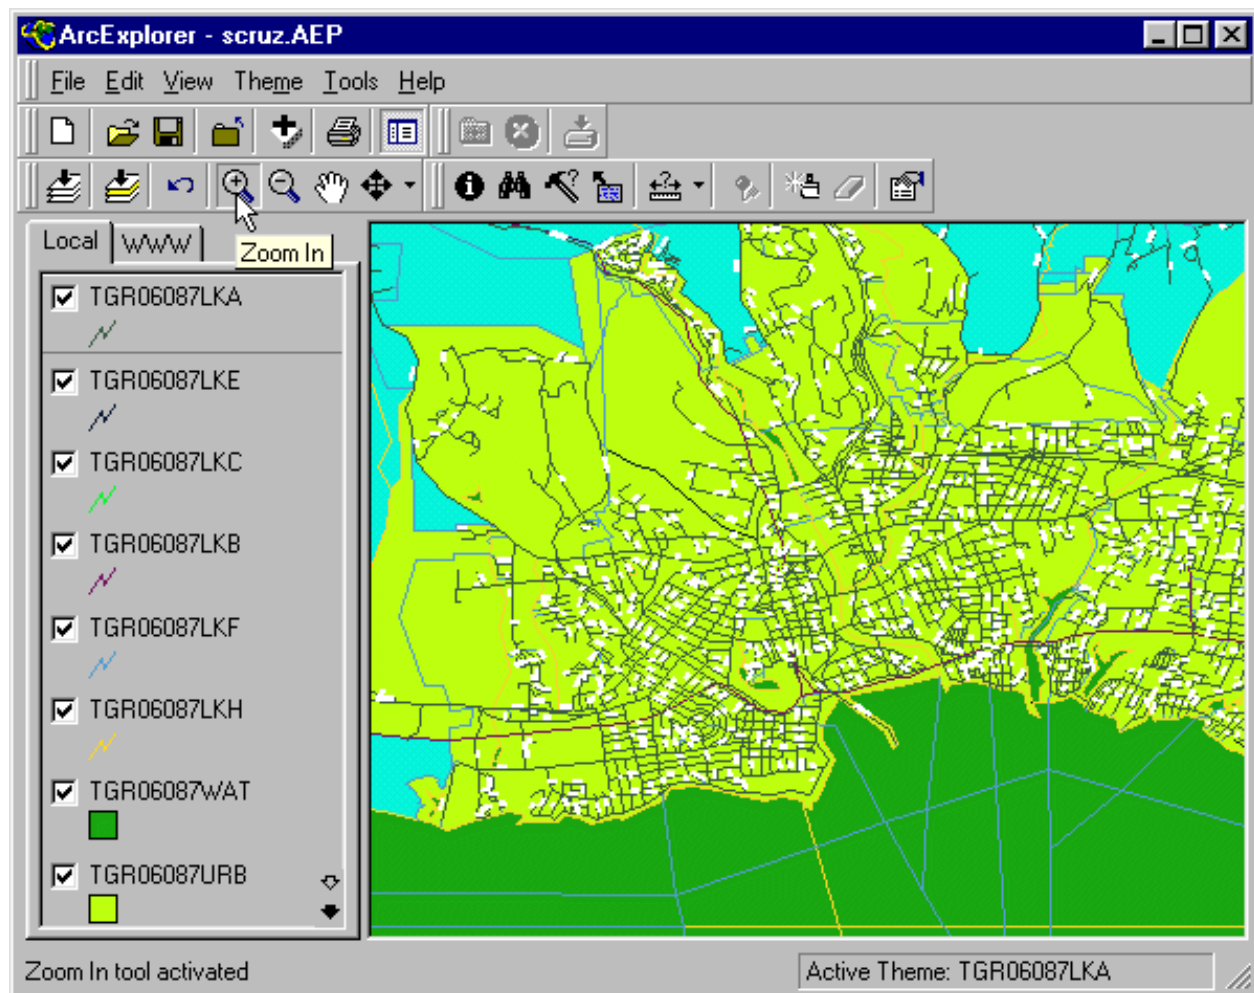 ArcExplorer - scruz.AEP
File Edit View Theme Tools Help
Local WWW
Zoom In
TGR06087LKA
TGR06087LKE
TGR06087LKC
TGR06087LKB
TGR06087LKF
TGR06087LKH
TGR06087WAT
TGR06087URB
Zoom In tool activated
Active Theme: TGR06087LKA